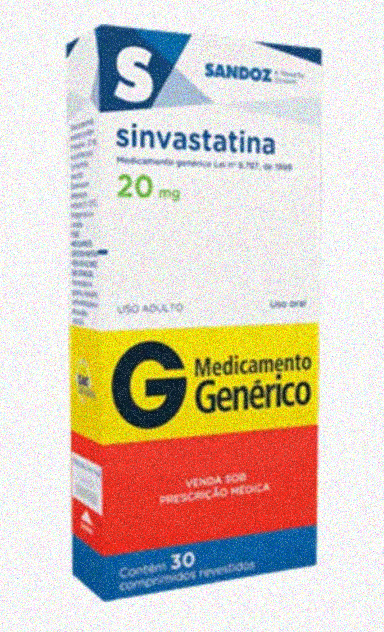 S
SANDOZ
sinvastatina
Medicamento genérico Lei nº 9.787, de 1999
20 mg
USO ADULTO
Uso oral
G Medicamento
Genérico
VENDA SOB
PRESCRIÇÃO MÉDICA
Contém 30
comprimidos revestidos